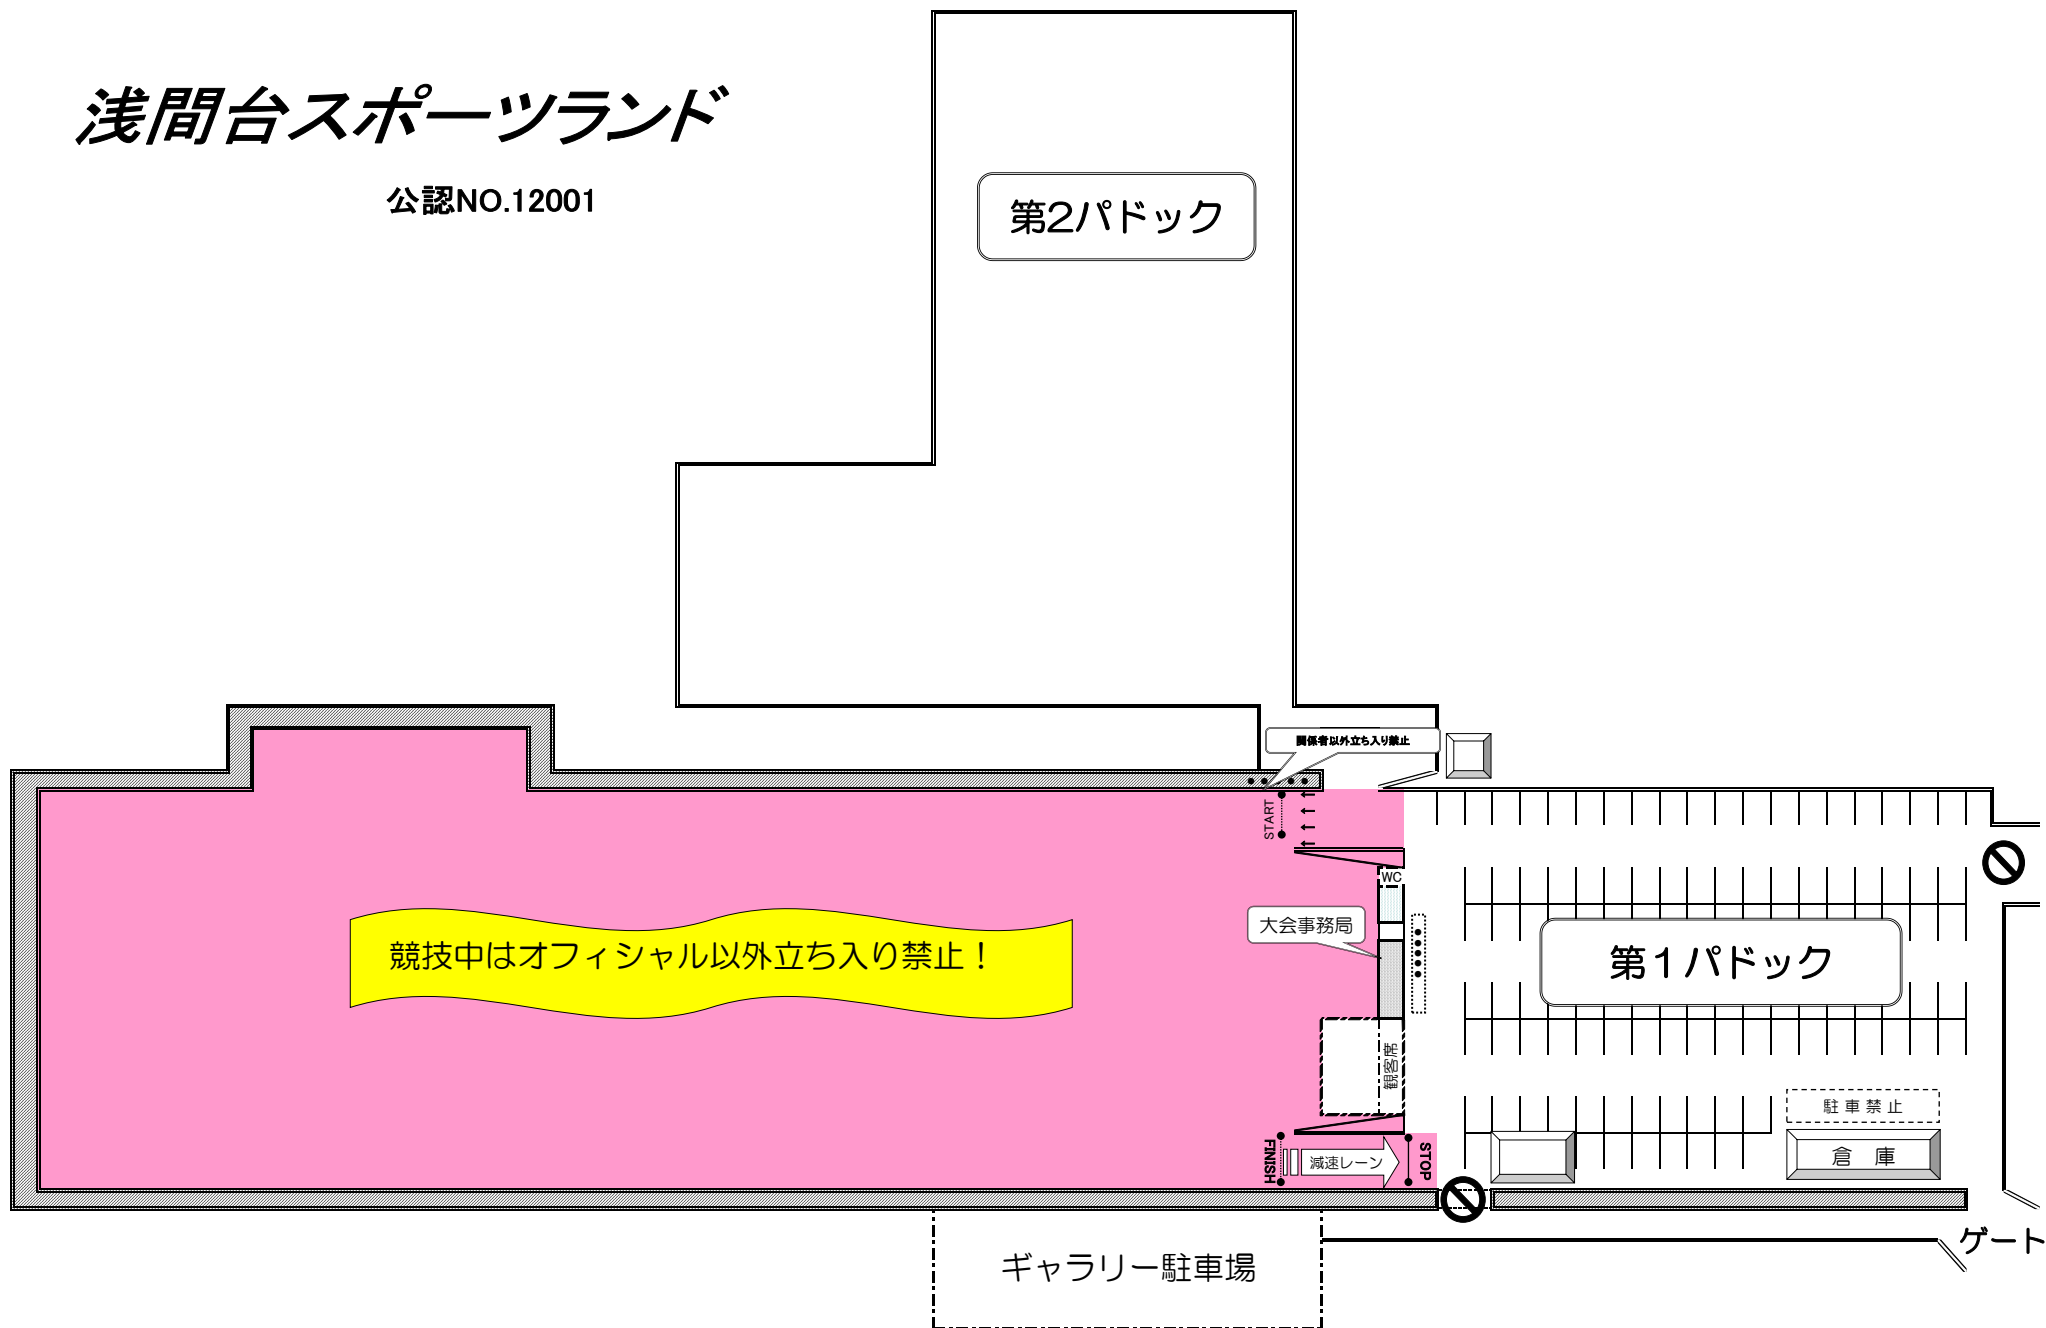 浅間台スポーツランド
公認NO.12001
第2パドック
関係者以外立ち入り禁止
START
WC
大会事務局
競技中はオフィシャル以外立ち入り禁止！
第１パドック
観客席
駐車禁止
倉　庫
FINISH
減速レーン
STOP
ゲート
ギャラリー駐車場